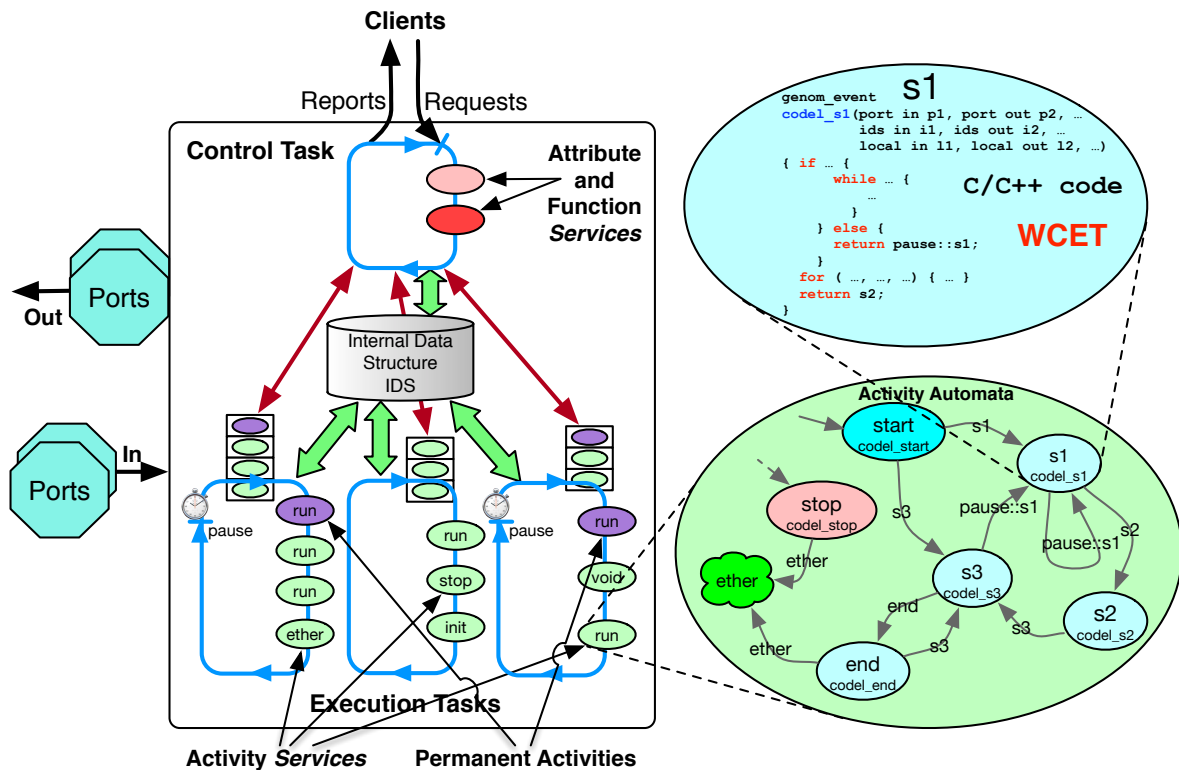 Clients
Reports
Requests
Control Task
Attribute
and
Function
Services
Ports
Out
Internal Data
Structure
IDS
In
Ports
pause
run
run
run
ether
stop
init
pause
run
void
run
Execution Tasks
Activity Services
Permanent Activities
s1
genom_event
codel_s1(port in p1, port out p2, …
ids in i1, ids out i2, …
local in l1, local out l2, …)
{ if … {
while … {
…
}
} else {
return pause::s1;
}
for ( …, …, …) { … }
return s2;
}
C/C++ code
WCET
Activity Automata
start
codel_start
s1
s1
codel_s1
stop
codel_stop
s3
pause::s1
pause::s1
s2
ether
ether
s3
codel_s3
end
s3
s3
s2
codel_s2
ether
end
codel_end